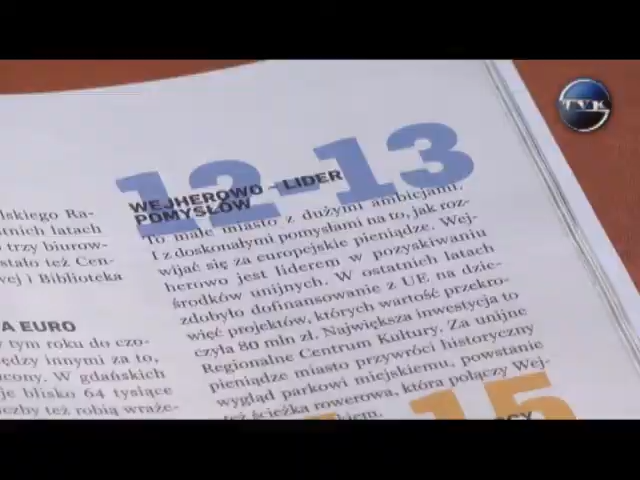 TVK
12-13
WEJHEROWO – LIDER
POMYSŁÓW
To małe miasto z dużymi ambicjami.
I z doskonałymi pomysłami na to, jak roz-
wijać się za europejskie pieniądze. Wej-
herowo jest liderem w pozyskiwaniu
środków unijnych. W ostatnich latach
zdobyło dofinansowanie z UE na dzie-
więć projektów, których wartość przekro-
czyła 80 mln zł. Największa inwestycja to
Regionalne Centrum Kultury. Za unijne
pieniądze miasto przywróci historyczny
wygląd parkowi miejskiemu, powstanie
też ścieżka rowerowa, która połączy Wej-
15
lskiego Ra-
tnich latach
trzy biurow-
stało też Cen-
wej i Biblioteka
A EURO
tym roku do czo-
ędzy innymi za to,
cony. W gdańskich
je blisko 64 tysiące
czby też robią wraże-